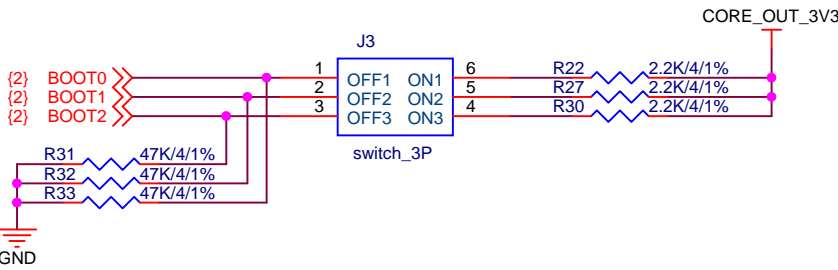 CORE_OUT_3V3
J3
{2} BOOT0 1 OFF1 ON1 6 R22 2.2K/4/1%
{2} BOOT1 2 OFF2 ON2 5 R27 2.2K/4/1%
{2} BOOT2 3 OFF3 ON3 4 R30 2.2K/4/1%
switch_3P
R31 47K/4/1%
R32 47K/4/1%
R33 47K/4/1%
GND